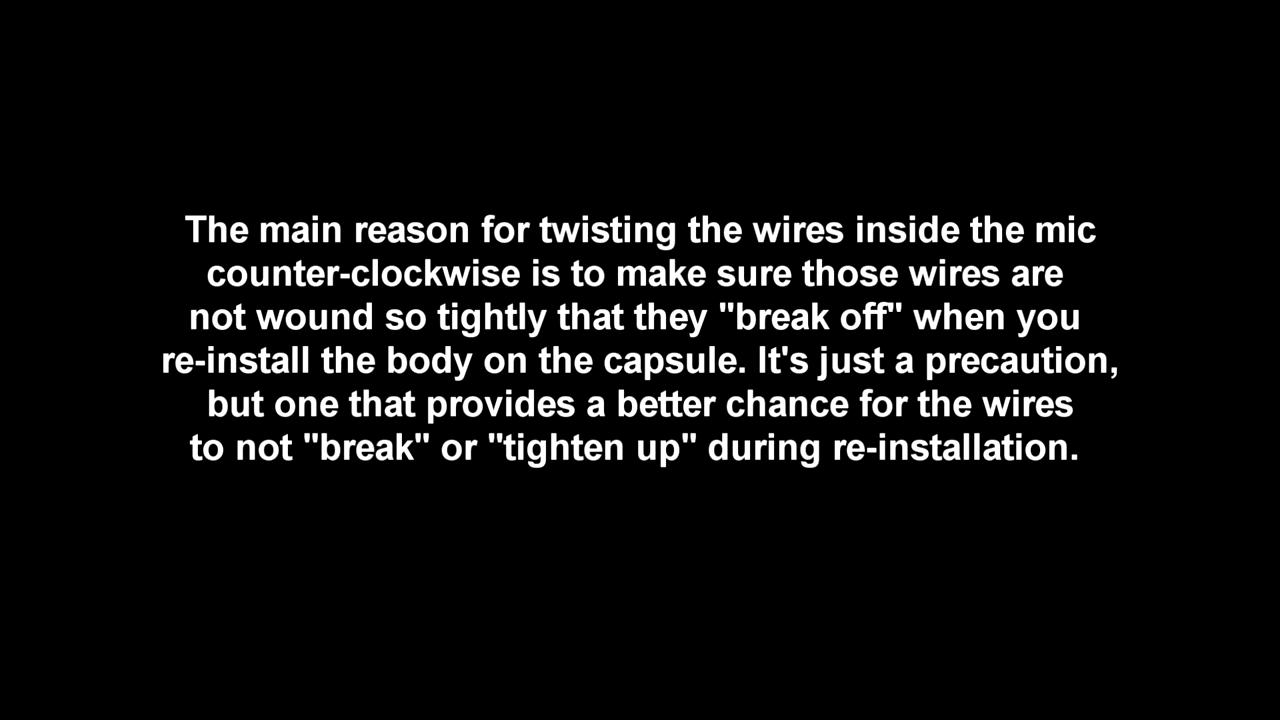 The main reason for twisting the wires inside the mic
counter-clockwise is to make sure those wires are
not wound so tightly that they "break off" when you
re-install the body on the capsule. It's just a precaution,
but one that provides a better chance for the wires
to not "break" or "tighten up" during re-installation.